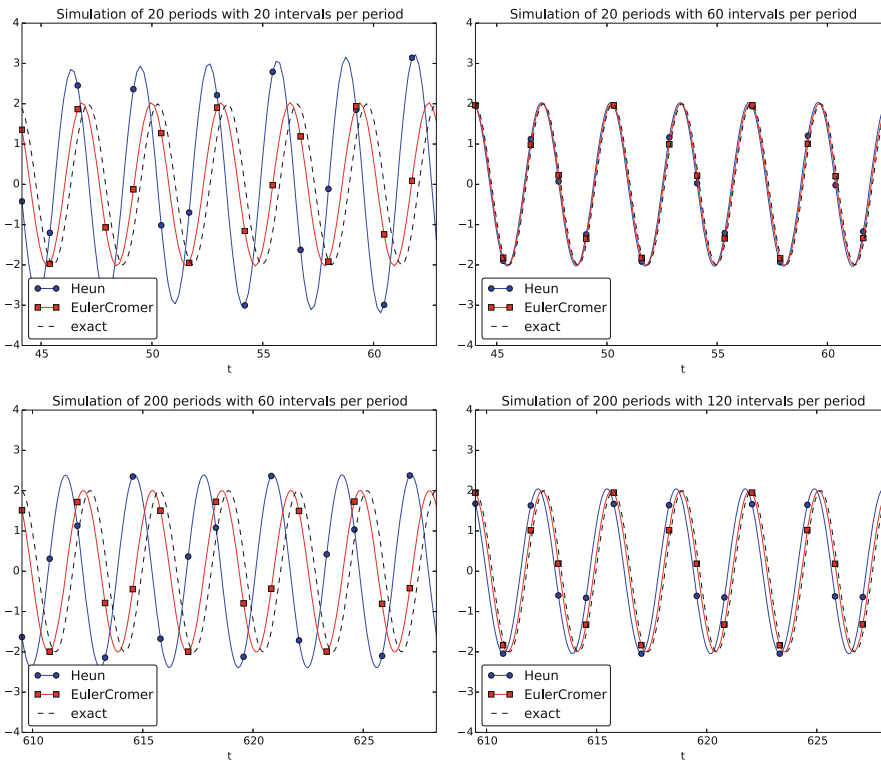 Simulation of 20 periods with 20 intervals per period
4
3
2
1
0
−1
−2
−3
−4
Heun
EulerCromer
exact
45
50
55
60
t
Simulation of 20 periods with 60 intervals per period
4
3
2
1
0
−1
−2
−3
−4
Heun
EulerCromer
exact
45
50
55
60
t
Simulation of 200 periods with 60 intervals per period
4
3
2
1
0
−1
−2
−3
−4
Heun
EulerCromer
exact
610
615
620
625
t
Simulation of 200 periods with 120 intervals per period
4
3
2
1
0
−1
−2
−3
−4
Heun
EulerCromer
exact
610
615
620
625
t